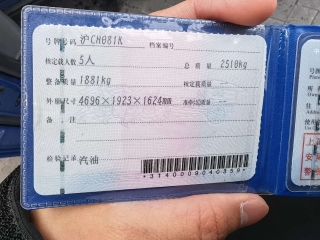 号牌号码 沪CH081K 档案编号
核定载人数 5人 总质量 2510kg
整备质量 1881kg 核定载质量
外廓尺寸 4696×1923×1624mm 准牵引总质量
备注
检验记录 汽油
*3140009040359*